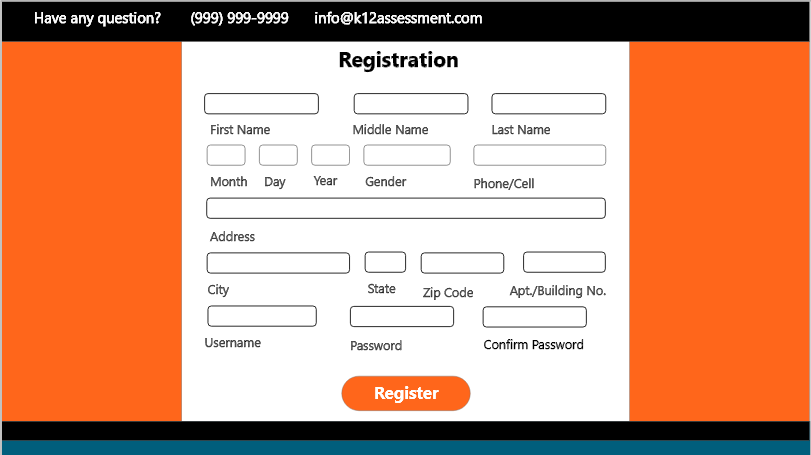 Have any question? (999) 999-9999 info@k12assessment.com
Registration
First Name Middle Name Last Name
Month Day Year Gender Phone/Cell
Address
City State Zip Code Apt./Building No.
Username Password Confirm Password
Register